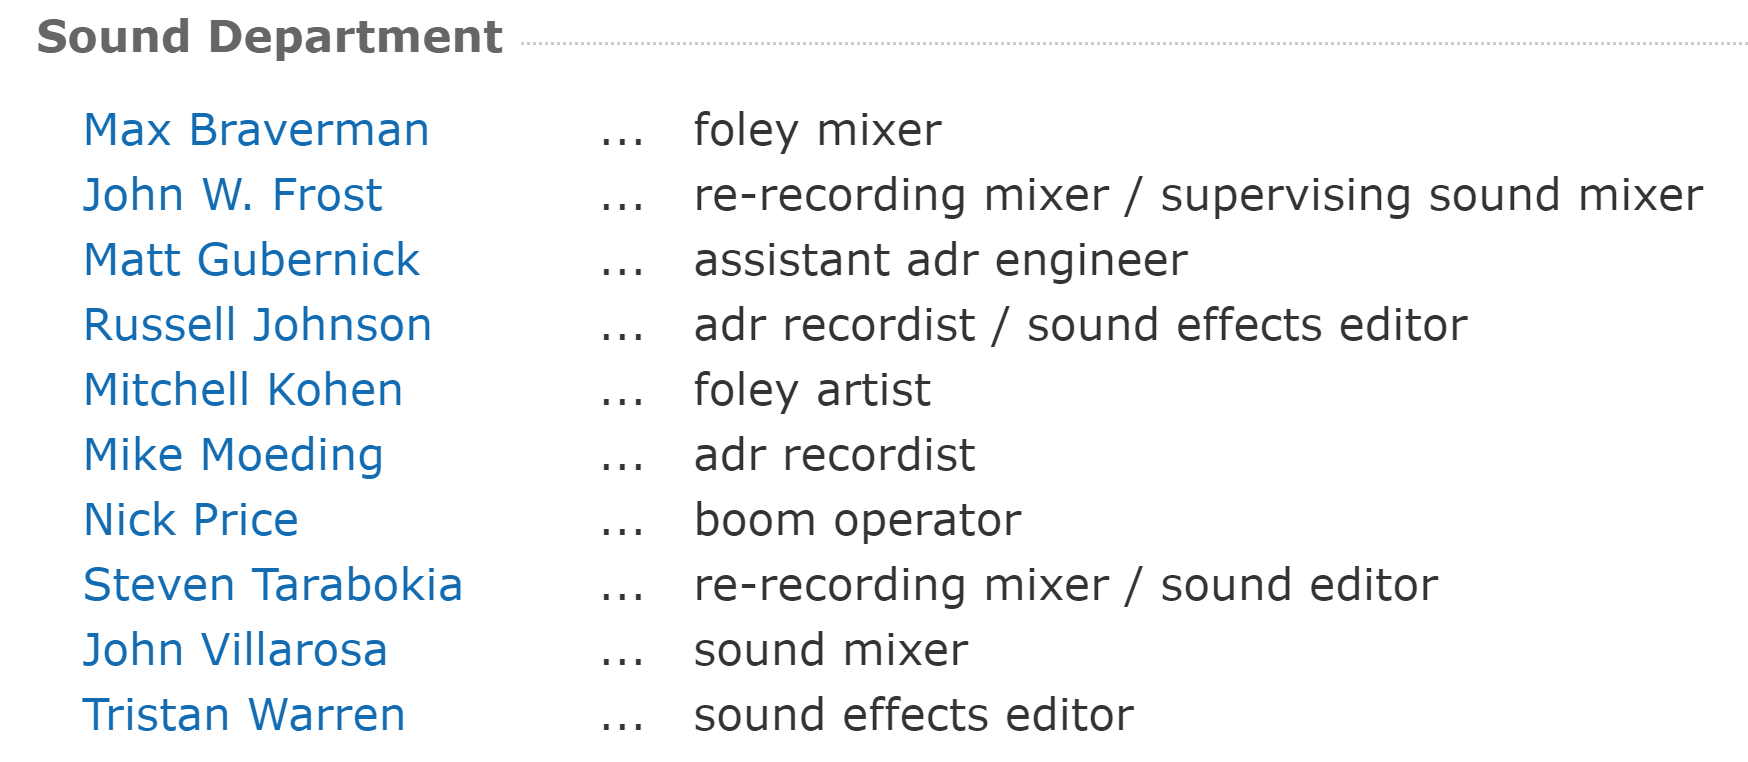 Sound Department
Max Braverman ... foley mixer
John W. Frost ... re-recording mixer / supervising sound mixer
Matt Gubernick ... assistant adr engineer
Russell Johnson ... adr recordist / sound effects editor
Mitchell Kohen ... foley artist
Mike Moeding ... adr recordist
Nick Price ... boom operator
Steven Tarabokia ... re-recording mixer / sound editor
John Villarosa ... sound mixer
Tristan Warren ... sound effects editor